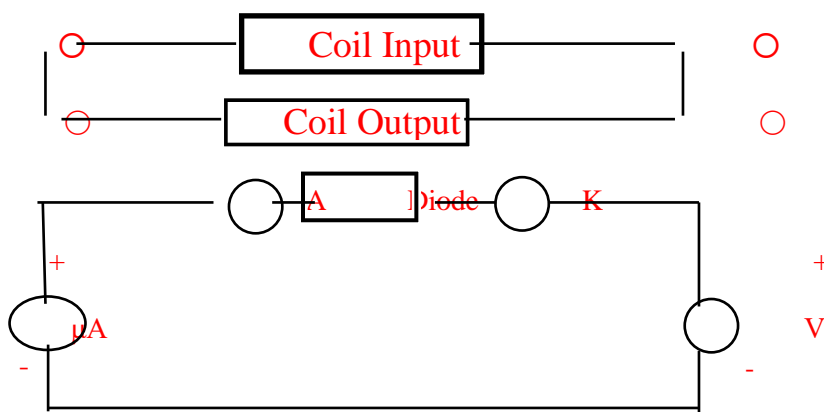 Coil Input
Coil Output
A Diode K
+ +
μA V
- -